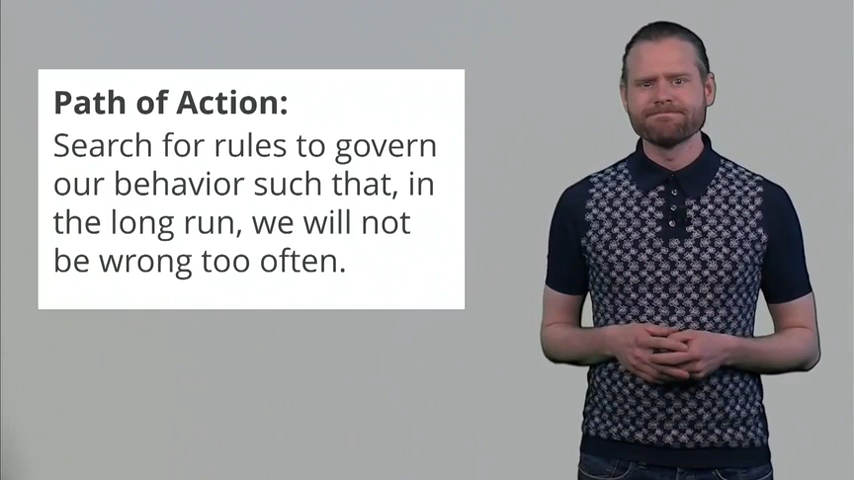 Path of Action:
Search for rules to govern
our behavior such that, in
the long run, we will not
be wrong too often.